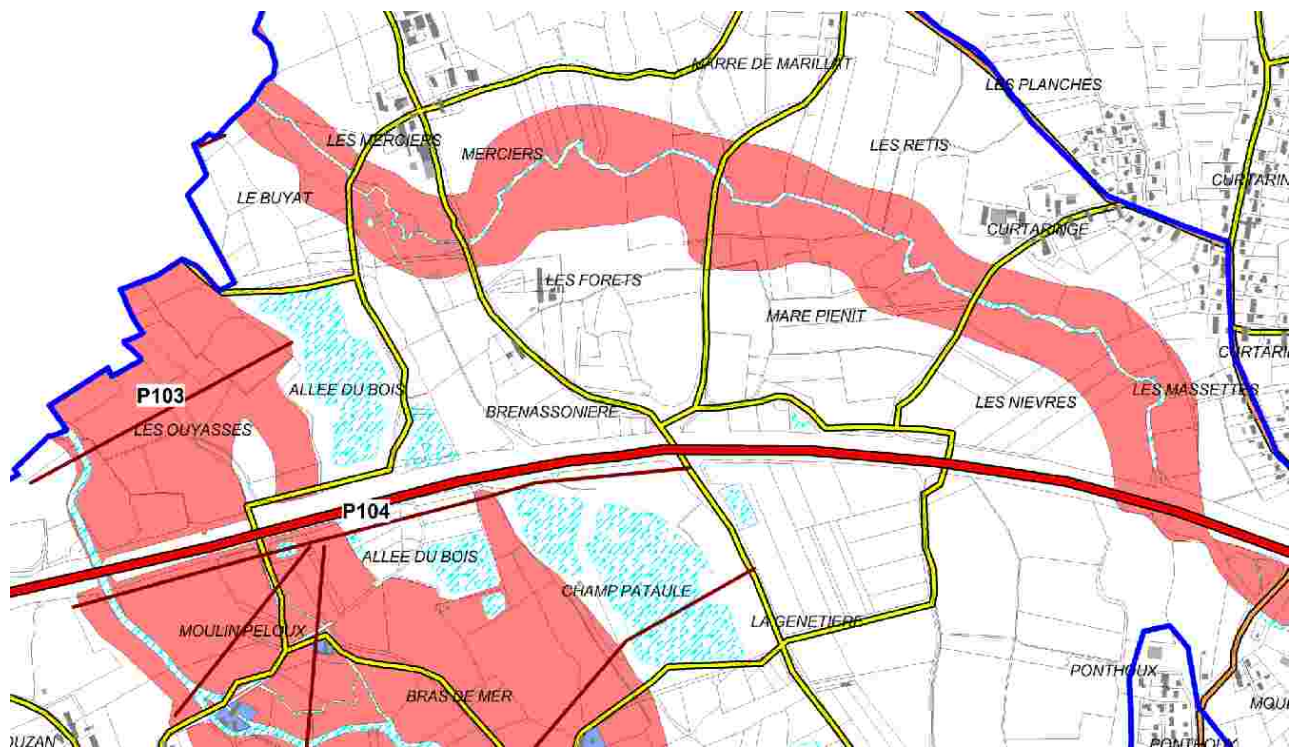 MARRE DE MARILLAT
LES PLANCHES
LES MERCIERS
MERCIERS
LES RETIS
CURTARING
LE BUYAT
CURTARINGE
LES FORETS
MARE PIENIT
CURTARI
ALLEE DU BOIS
P103
LES MASSETTES
LES NIEVRES
BRENASSONIERE
LES OUYASSES
P104
ALLEE DU BOIS
CHAMP PATAULE
LA GENETIERE
MOULIN PELOUX
PONTHOUX
BRAS DE MER
MOU
OUZAN
PONTHOUX